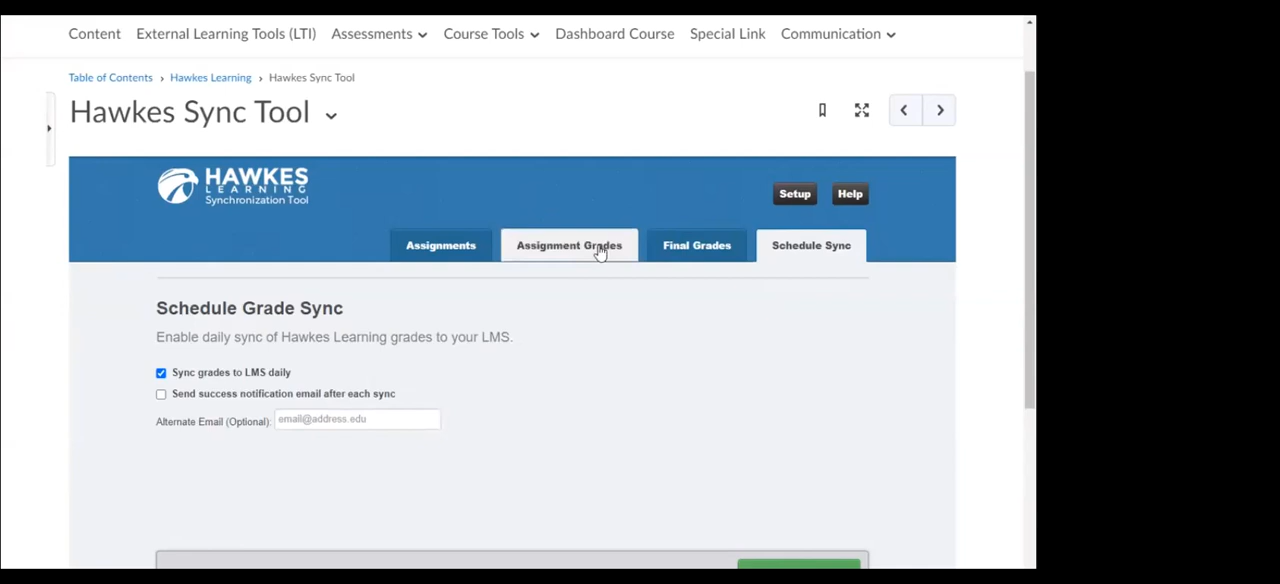 Content External Learning Tools (LTI) Assessments Course Tools Dashboard Course Special Link Communication
Table of Contents › Hawkes Learning › Hawkes Sync Tool
Hawkes Sync Tool
HAWKES
LEARNING
Synchronization Tool
Setup Help
Assignments Assignment Grades Final Grades Schedule Sync
Schedule Grade Sync
Enable daily sync of Hawkes Learning grades to your LMS.
Sync grades to LMS daily
Send success notification email after each sync
Alternate Email (Optional): email@address.edu